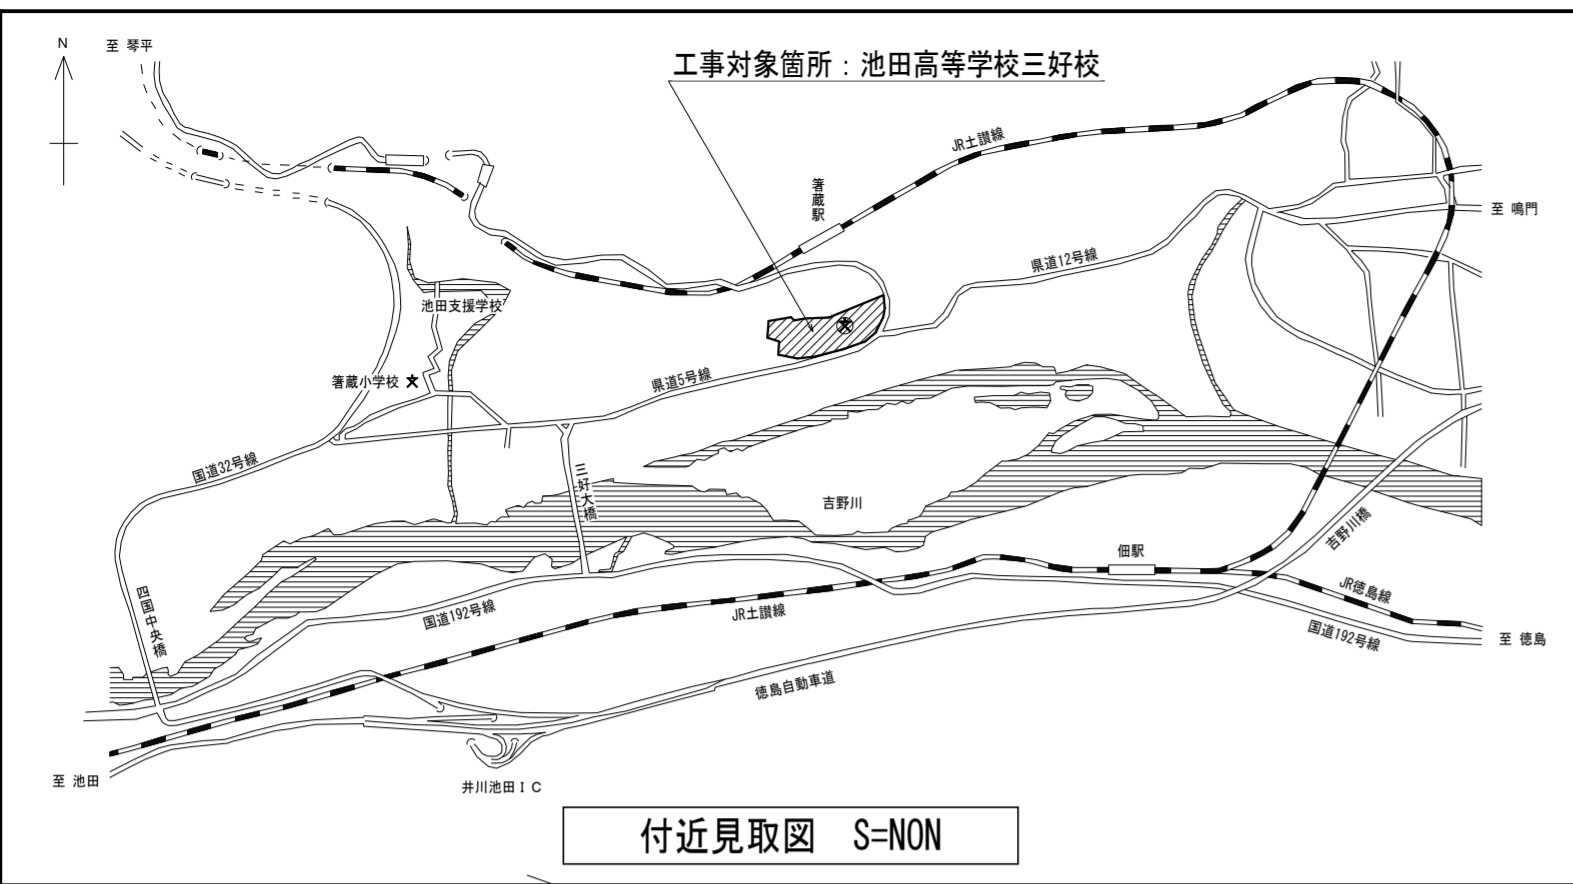 N
至 琴平
工事対象箇所：池田高等学校三好校
JR土讃線
箸蔵駅
至 鳴門
県道12号線
池田支援学校
箸蔵小学校
県道5号線
国道32号線
三好大橋
吉野川
吉野川橋
佃駅
四国中央橋
国道192号線
JR土讃線
JR徳島線
国道192号線
至 徳島
徳島自動車道
至 池田
井川池田ＩＣ
付近見取図　S=NON